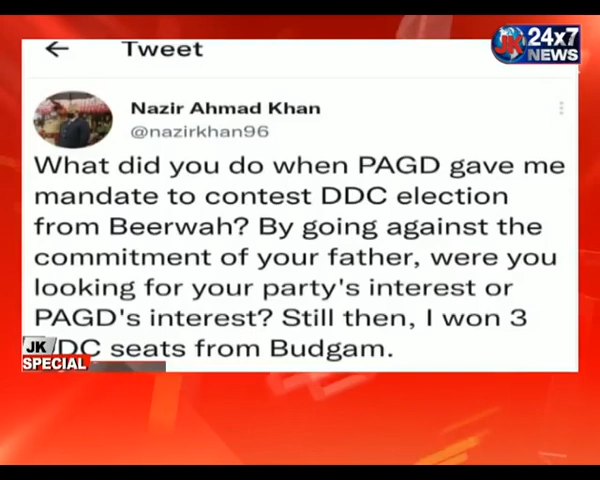 ← Tweet
JK 24x7 NEWS
Nazir Ahmad Khan
@nazirkhan96
What did you do when PAGD gave me
mandate to contest DDC election
from Beerwah? By going against the
commitment of your father, were you
looking for your party's interest or
PAGD's interest? Still then, I won 3
DC seats from Budgam.
JK
SPECIAL